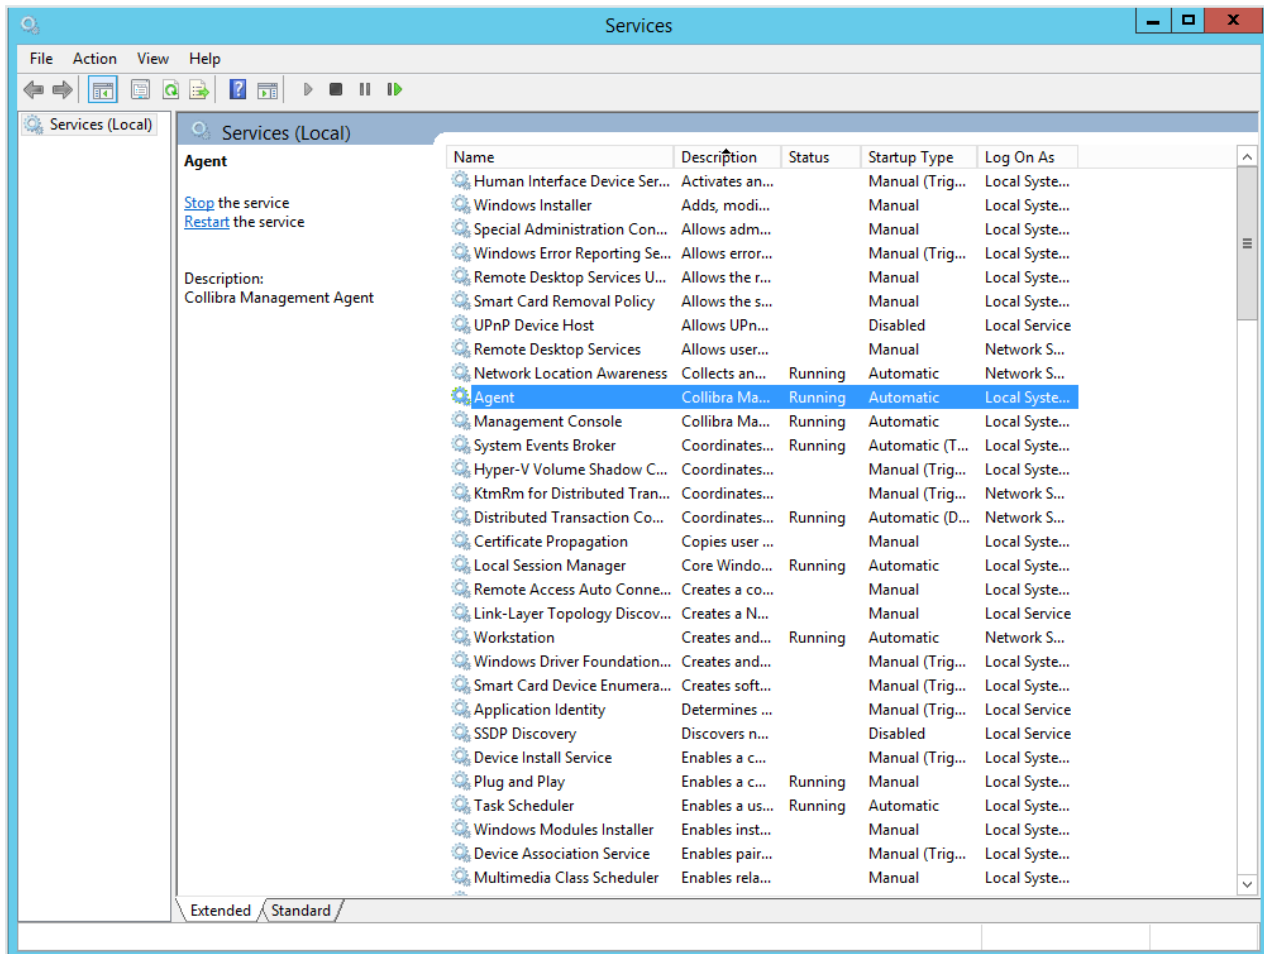 Services
File Action View Help
Services (Local)
Services (Local)
Agent
Stop the service
Restart the service
Description:
Collibra Management Agent
Name Description Status Startup Type Log On As
Human Interface Device Ser... Activates an... Manual (Trig... Local Syste...
Windows Installer Adds, modi... Manual Local Syste...
Special Administration Con... Allows adm... Manual Local Syste...
Windows Error Reporting Se... Allows error... Manual (Trig... Local Syste...
Remote Desktop Services U... Allows the r... Manual Local Syste...
Smart Card Removal Policy Allows the s... Manual Local Syste...
UPnP Device Host Allows UPn... Disabled Local Service
Remote Desktop Services Allows user... Manual Network S...
Network Location Awareness Collects an... Running Automatic Network S...
Agent Collibra Ma... Running Automatic Local Syste...
Management Console Collibra Ma... Running Automatic Local Syste...
System Events Broker Coordinates... Running Automatic (T... Local Syste...
Hyper-V Volume Shadow C... Coordinates... Manual (Trig... Local Syste...
KtmRm for Distributed Tran... Coordinates... Manual (Trig... Network S...
Distributed Transaction Co... Coordinates... Running Automatic (D... Network S...
Certificate Propagation Copies user ... Manual Local Syste...
Local Session Manager Core Windo... Running Automatic Local Syste...
Remote Access Auto Conne... Creates a co... Manual Local Syste...
Link-Layer Topology Discov... Creates a N... Manual Local Service
Workstation Creates and... Running Automatic Network S...
Windows Driver Foundation... Creates and... Manual (Trig... Local Syste...
Smart Card Device Enumera... Creates soft... Manual (Trig... Local Syste...
Application Identity Determines ... Manual (Trig... Local Service
SSDP Discovery Discovers n... Disabled Local Service
Device Install Service Enables a c... Manual (Trig... Local Syste...
Plug and Play Enables a c... Running Manual Local Syste...
Task Scheduler Enables a us... Running Automatic Local Syste...
Windows Modules Installer Enables inst... Manual Local Syste...
Device Association Service Enables pair... Manual (Trig... Local Syste...
Multimedia Class Scheduler Enables rela... Manual Local Syste...
Extended Standard